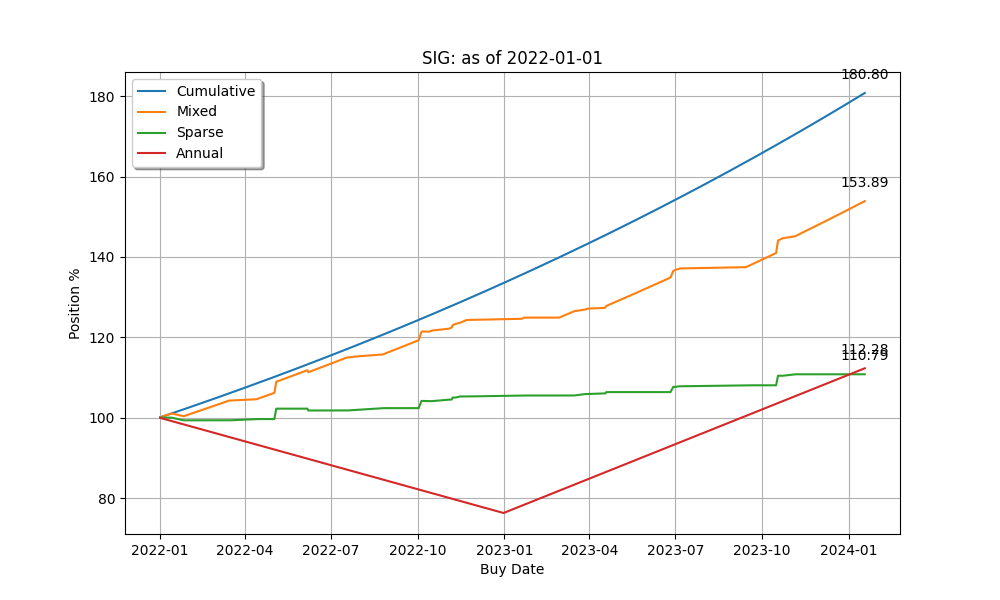 SIG: as of 2022-01-01
Cumulative
Mixed
Sparse
Annual
180.80
153.89
112.28
110.79
180
160
140
120
100
80
Position %
2022-01 2022-04 2022-07 2022-10 2023-01 2023-04 2023-07 2023-10 2024-01
Buy Date